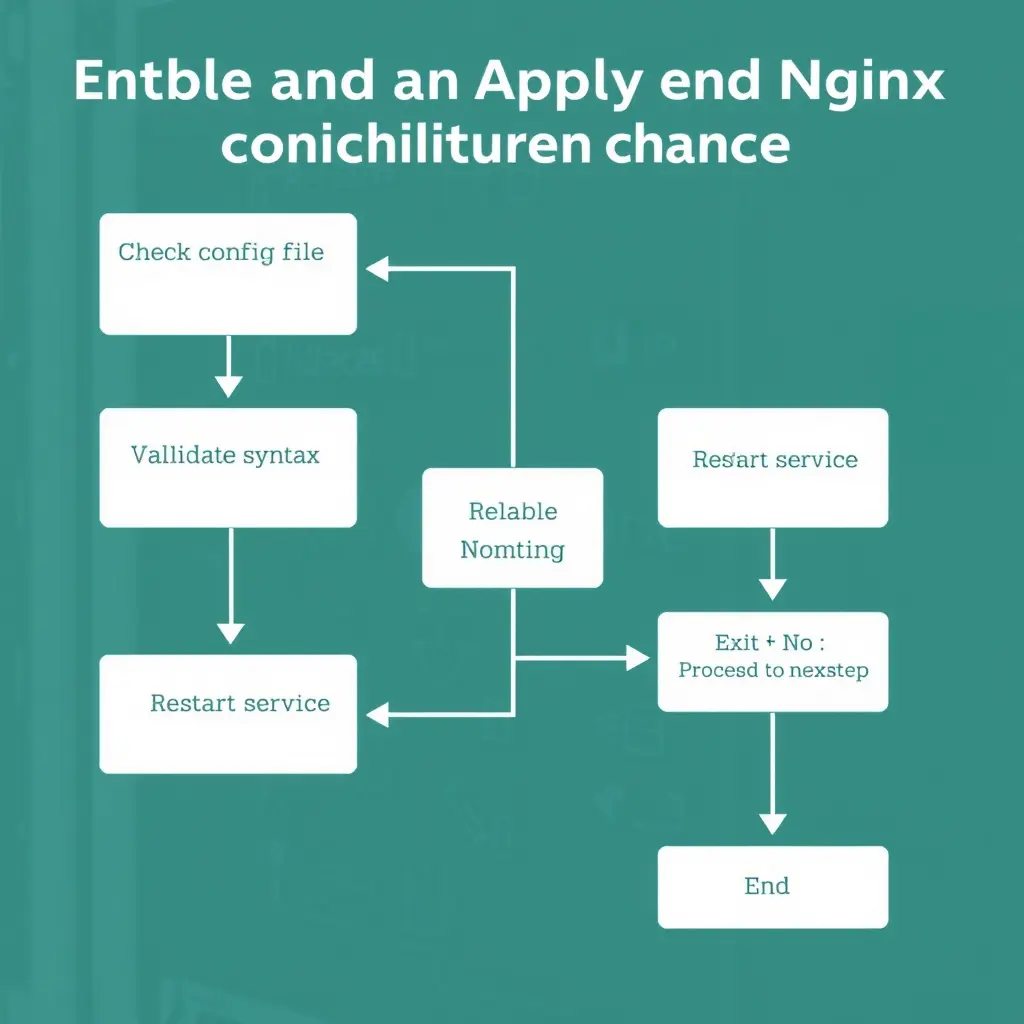 Entble and an Apply end Nginx
conichilituren chance
Check config file
Vallidate syntax
Restart service
Relable
Nomting
Resart service
Exit + No :
Procesd to nexstep
End